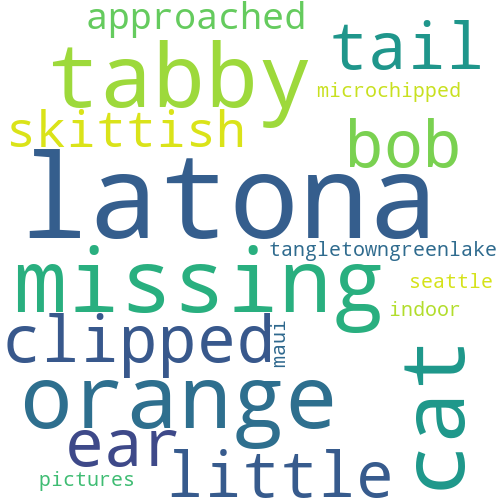 approached
tail
tabby
microchipped
skittish
bob
latona
missing
tangletowngreenlake
seattle
indoor
clipped
maui
orange
cat
ear
little
pictures